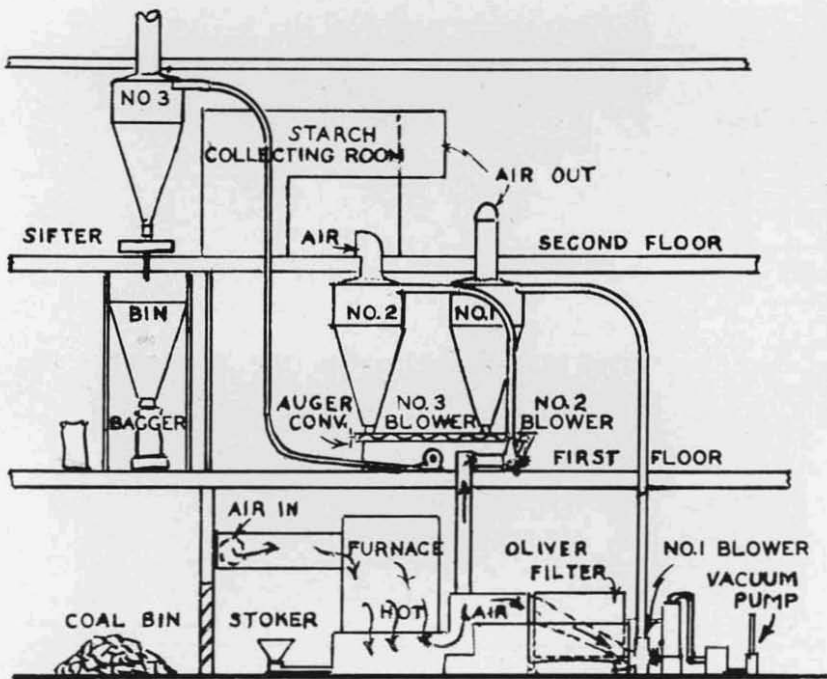 NO 3
STARCH
COLLECTING ROOM
AIR OUT
SIFTER
AIR
SECOND FLOOR
BIN
NO.2
NO.1
BAGGER
AUGER
CONV.
NO.3
BLOWER
NO.2
BLOWER
FIRST FLOOR
AIR IN
FURNACE
OLIVER
FILTER
NO.1 BLOWER
VACUUM
PUMP
COAL BIN
STOKER
HOT
AIR